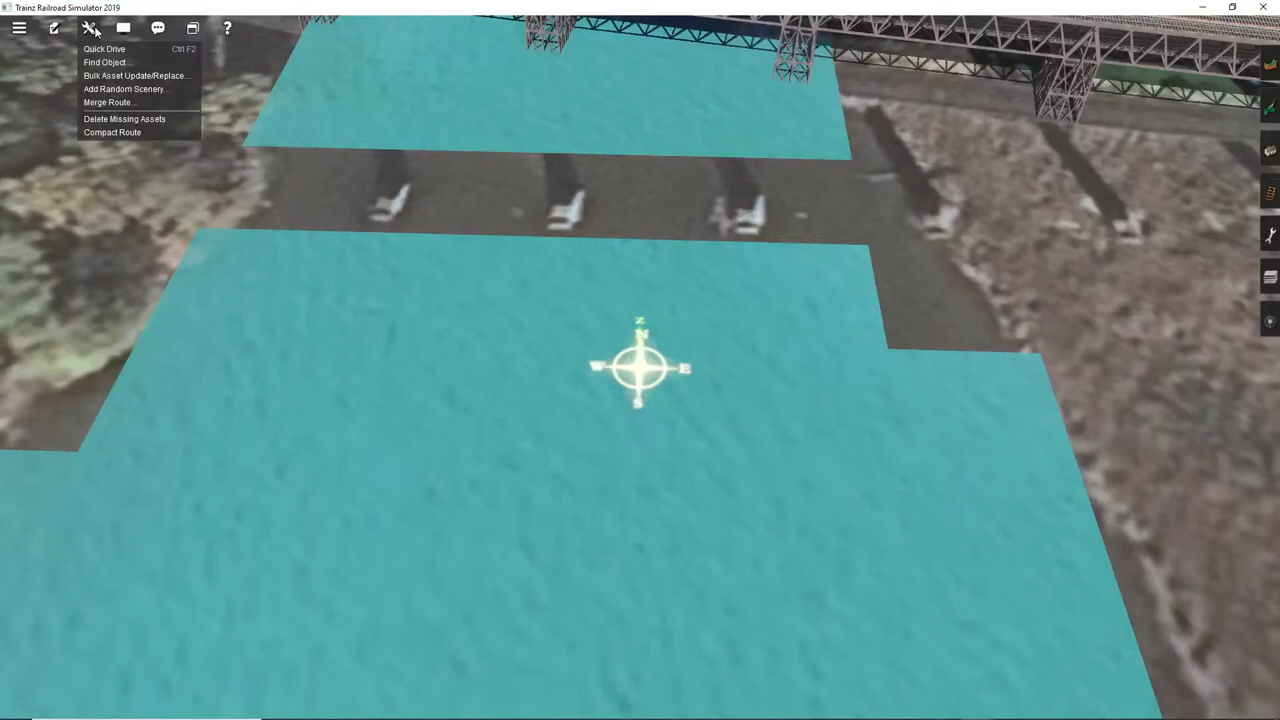 Trainz Railroad Simulator 2019
Quick Drive Ctrl F2
Find Object...
Bulk Asset Update/Replace...
Add Random Scenery...
Merge Route...
Delete Missing Assets
Compact Route
Z
N
W E
S